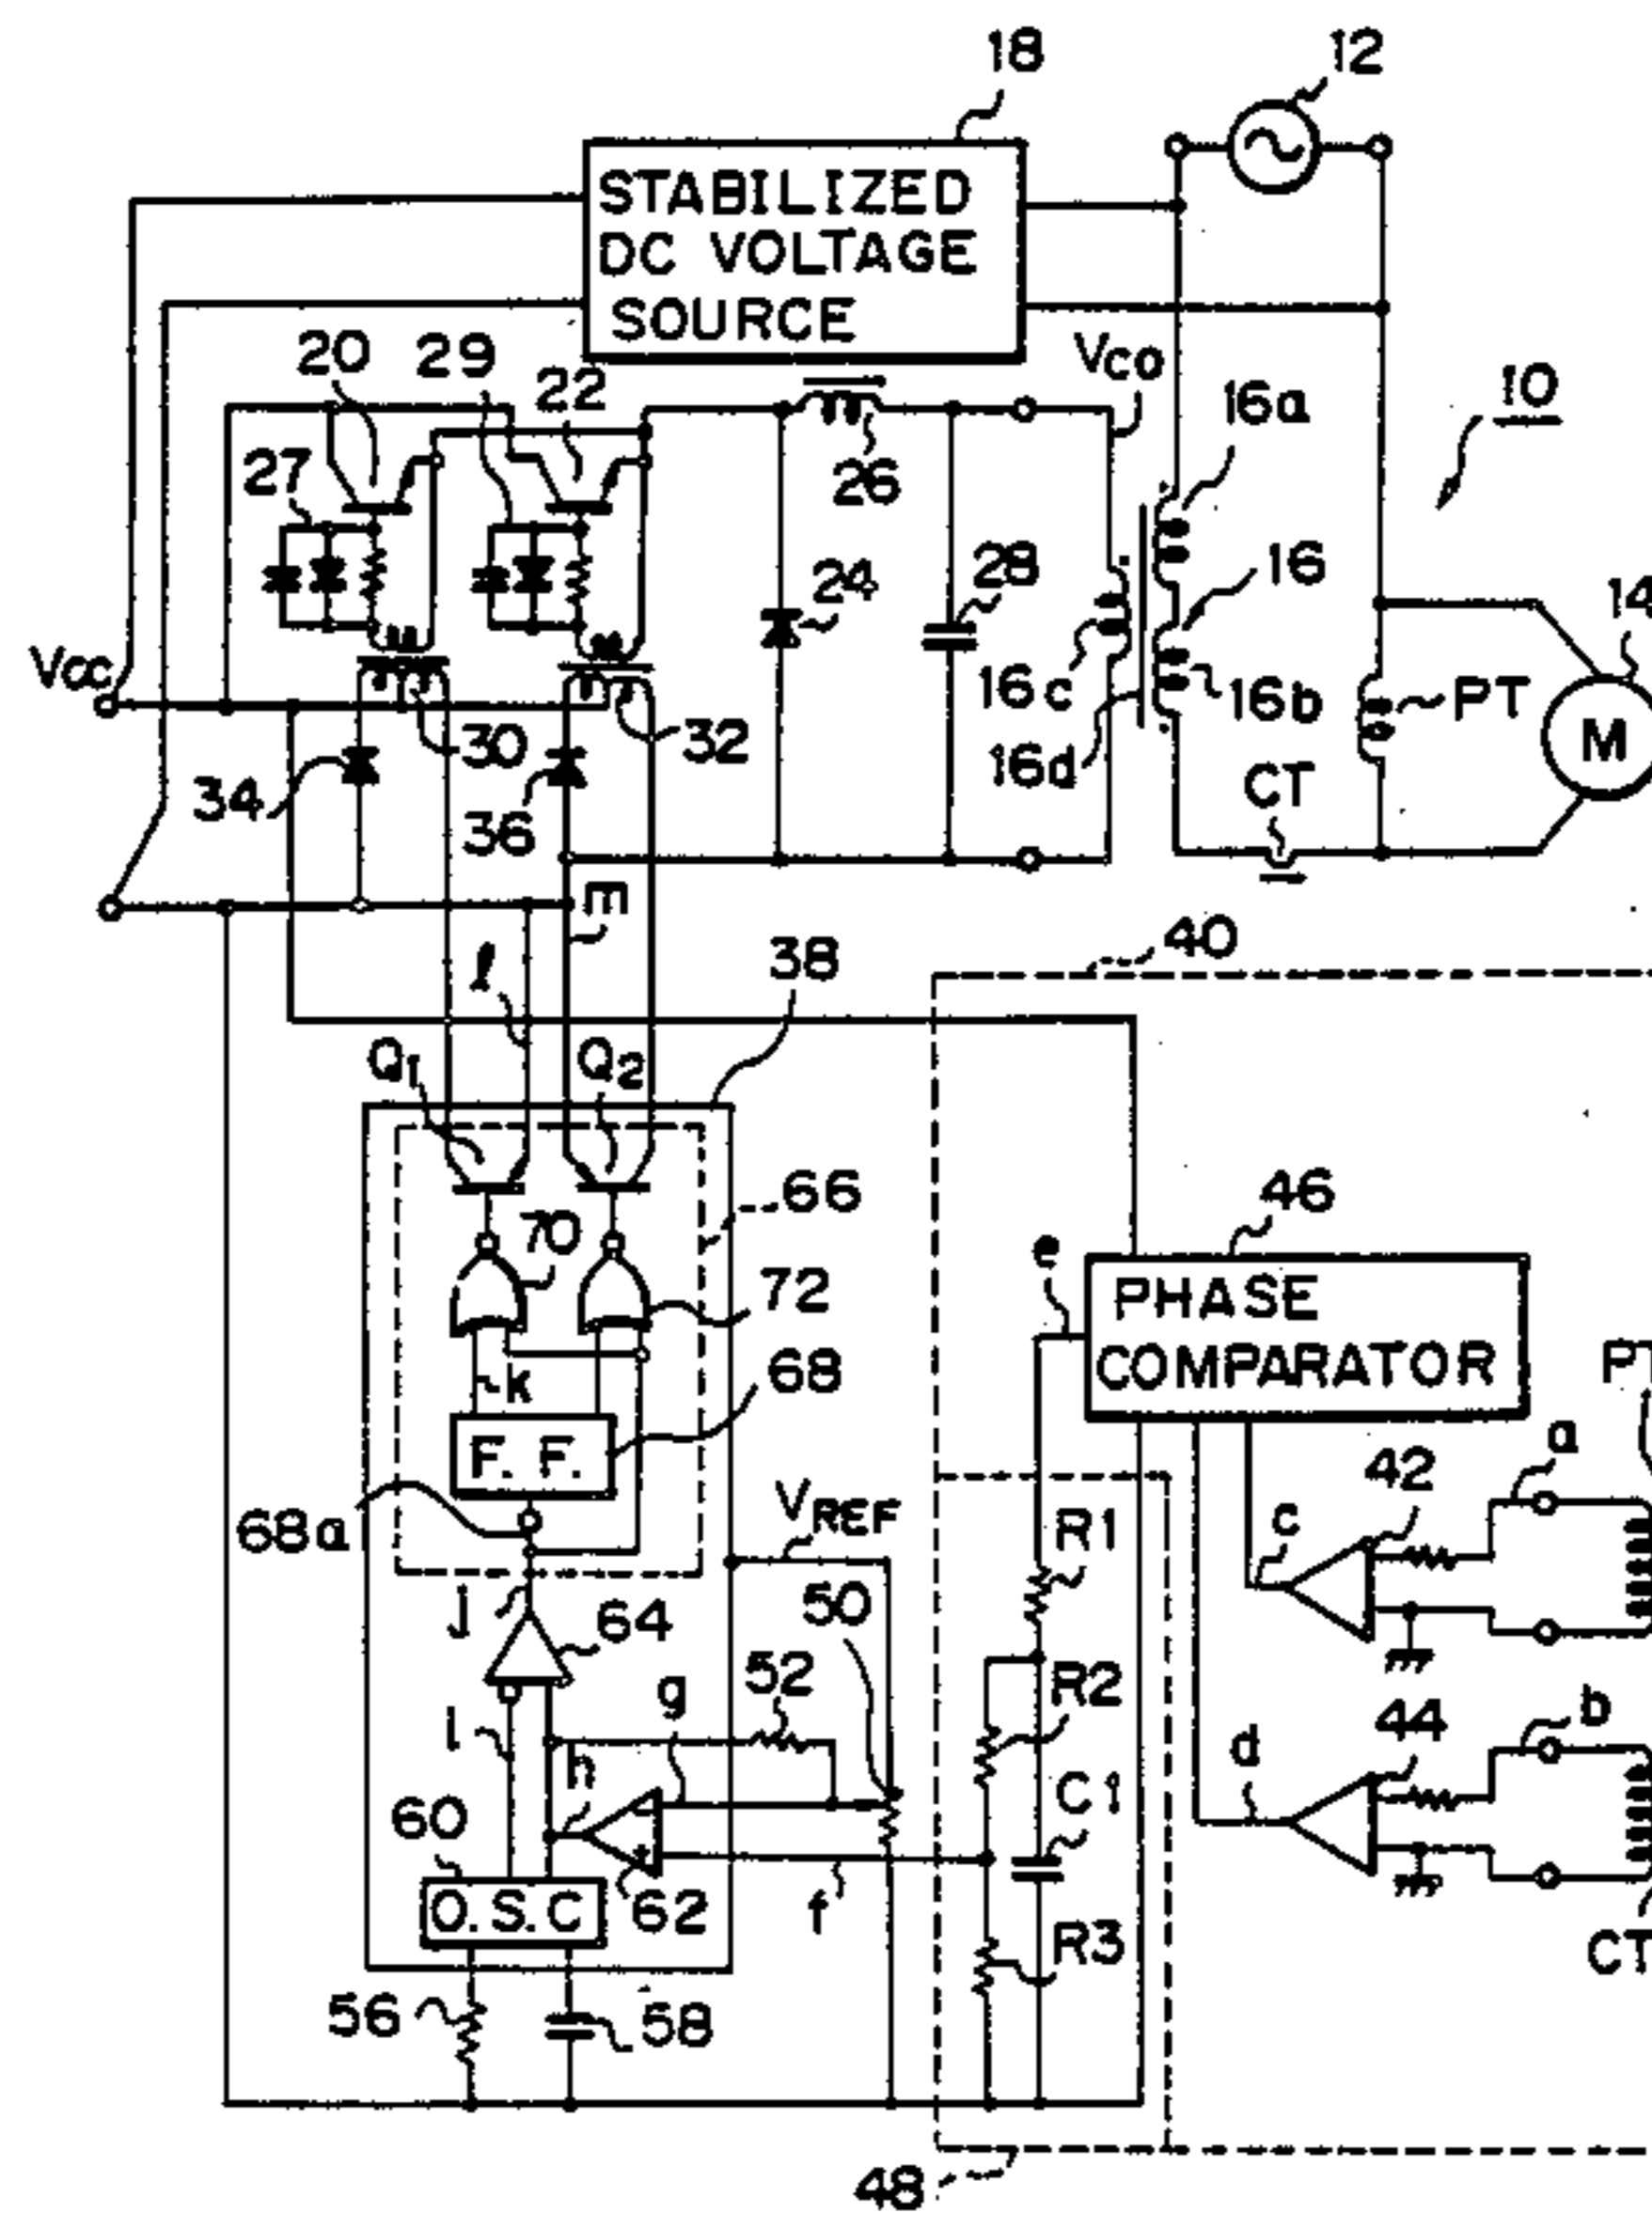 18
12
STABILIZED
DC VOLTAGE
SOURCE
20
29
22
VCO
10
16a
27
26
24
28
16
14
VCC
16c
16b
PT
M
30
32
16d
34
36
CT
m
40
l
38
Q1
Q2
66
46
70
e
PHASE
COMPARATOR
72
k
68
PT
F. F.
a
42
68a
VREF
c
R1
j
64
50
52
g
R2
b
i
44
h
d
C1
60
O. S. C
62
f
R3
CT
56
58
48